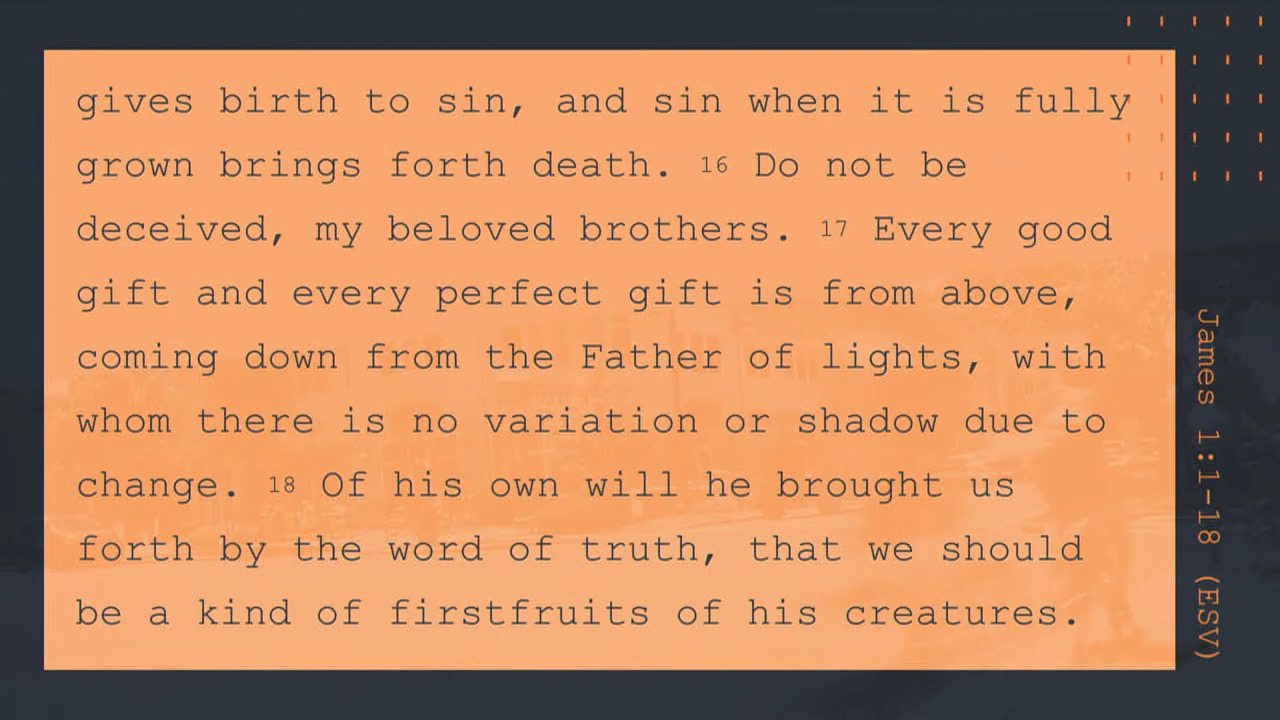 gives birth to sin, and sin when it is fully
grown brings forth death. 16 Do not be
deceived, my beloved brothers. 17 Every good
gift and every perfect gift is from above,
coming down from the Father of lights, with
whom there is no variation or shadow due to
change. 18 Of his own will he brought us
forth by the word of truth, that we should
be a kind of firstfruits of his creatures.
James 1:1-18 (ESV)